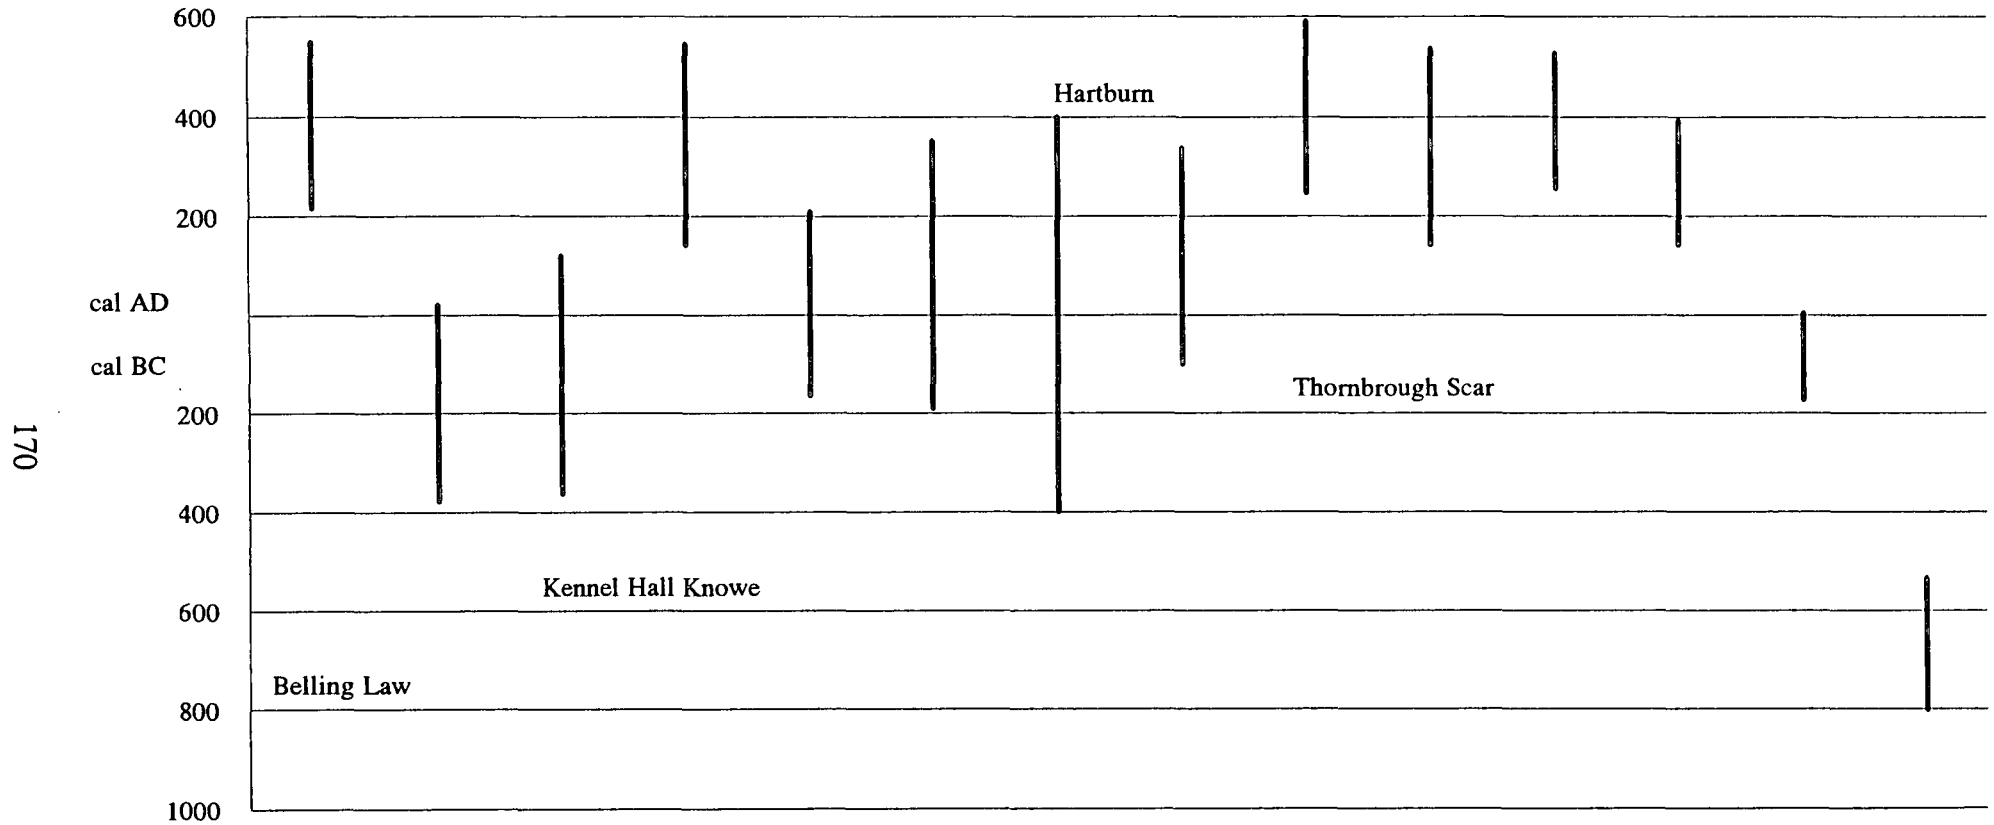 600
Hartburn
400
200
cal AD
cal BC
Thornbrough Scar
200
170
400
Kennel Hall Knowe
600
Belling Law
800
1000